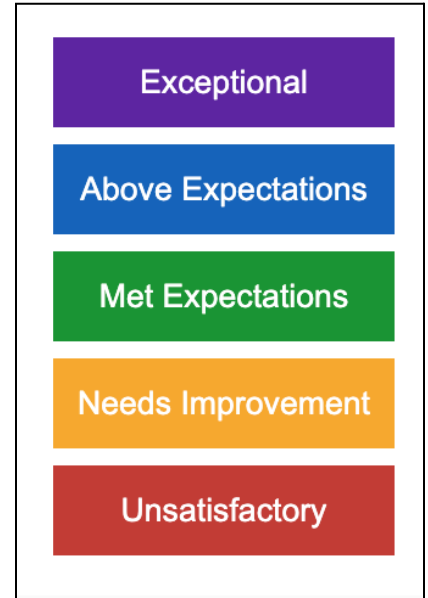 Exceptional
Above Expectations
Met Expectations
Needs Improvement
Unsatisfactory